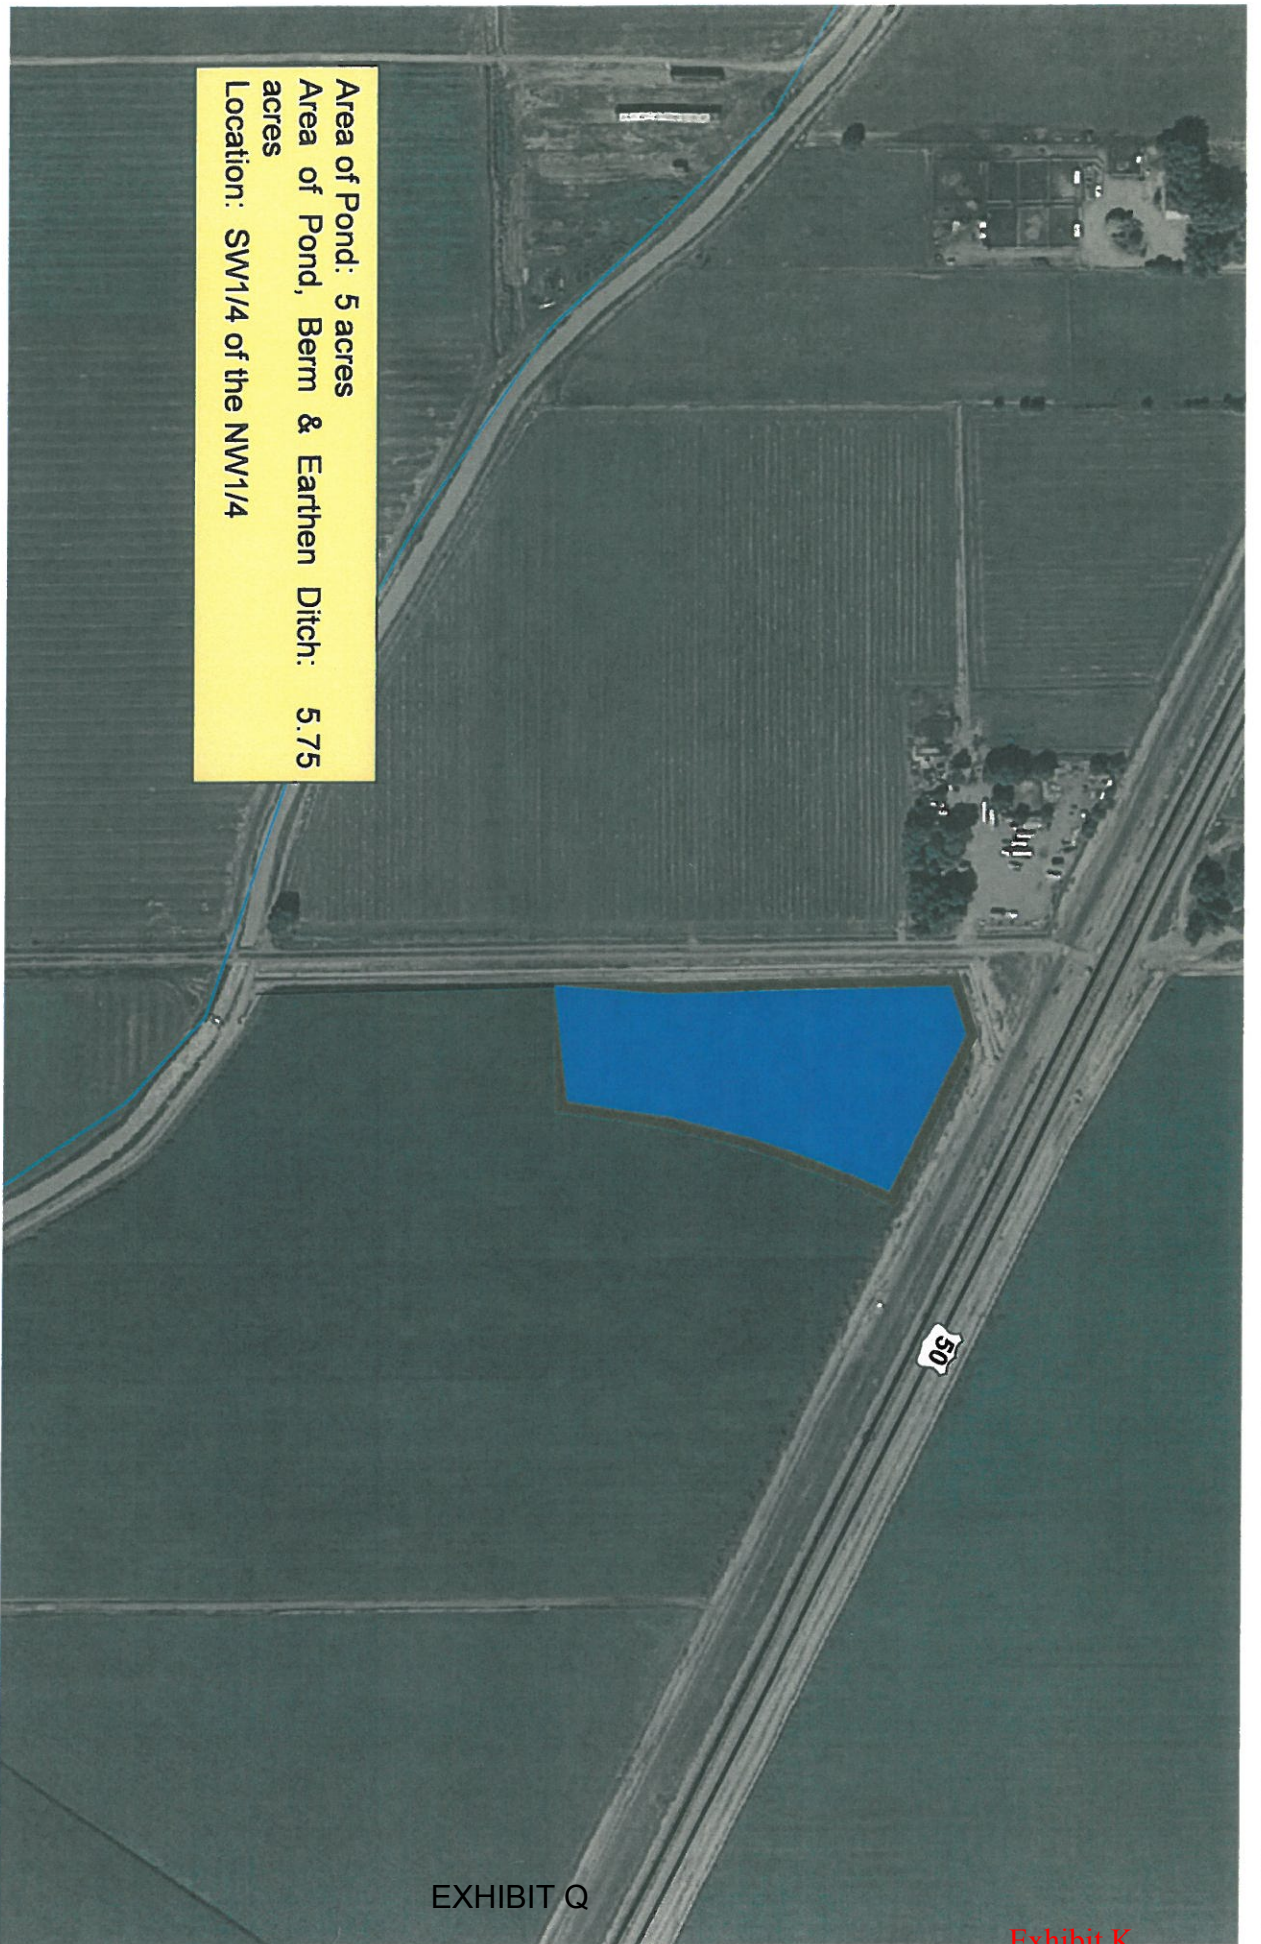 Area of Pond: 5 acres
Area of Pond, Berm & Earthen Ditch: 5.75
acres
Location: SW1/4 of the NW1/4
50
EXHIBIT Q
Exhibit K